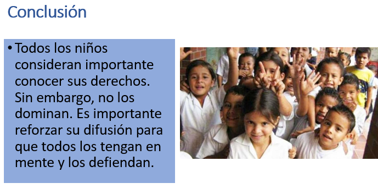 Conclusión
• Todos los niños
consideran importante
conocer sus derechos.
Sin embargo, no los
dominan. Es importante
reforzar su difusión para
que todos los tengan en
mente y los defiendan.